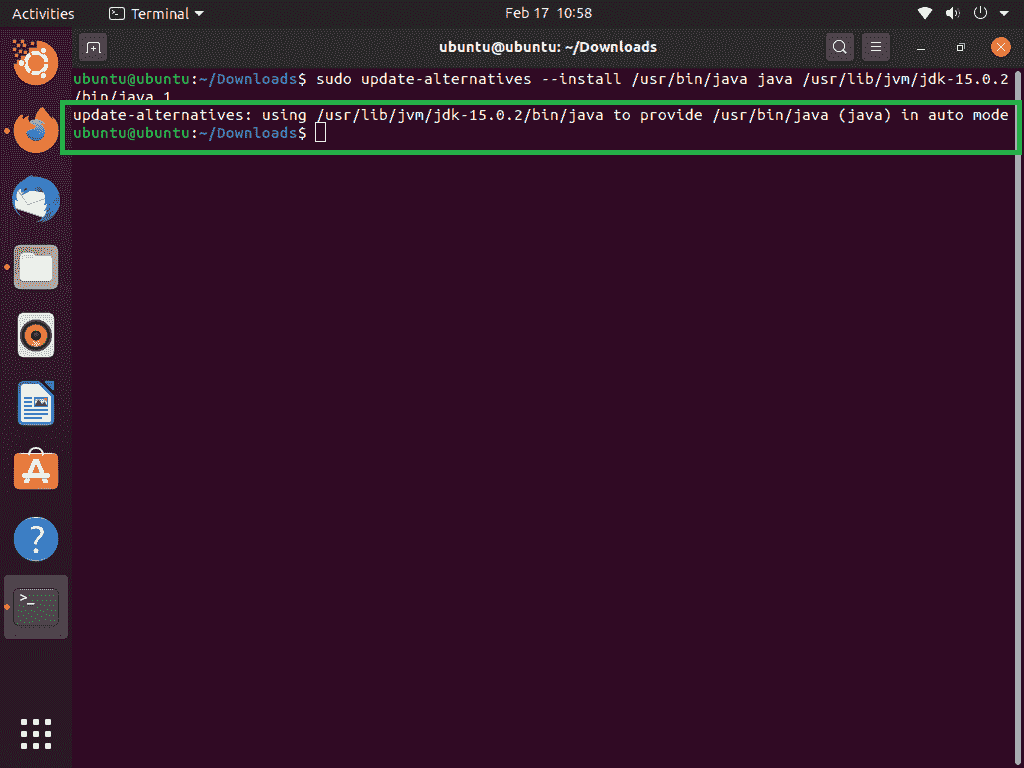 Activities
Terminal
Feb 17 10:58
ubuntu@ubuntu: ~/Downloads
ubuntu@ubuntu:~/Downloads$ sudo update-alternatives --install /usr/bin/java java /usr/lib/jvm/jdk-15.0.2
/bin/java 1
update-alternatives: using /usr/lib/jvm/jdk-15.0.2/bin/java to provide /usr/bin/java (java) in auto mode
ubuntu@ubuntu:~/Downloads$